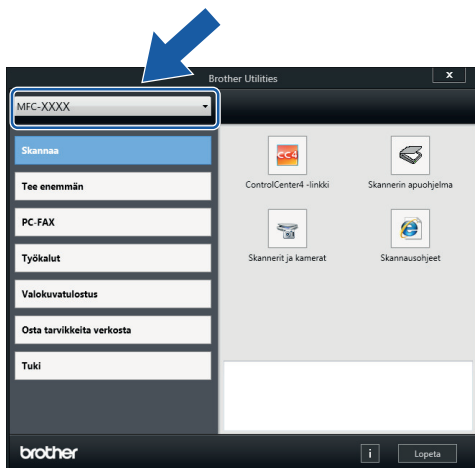 Brother Utilities
X
MFC-XXXX
Skannaa
Tee enemmän
PC-FAX
Työkalut
Valokuvatulostus
Osta tarvikkeita verkosta
Tuki
CC4
ControlCenter4 -linkki
Skannerin apuohjelma
Skannerit ja kamerat
Skannausohjeet
brother
i
Lopeta